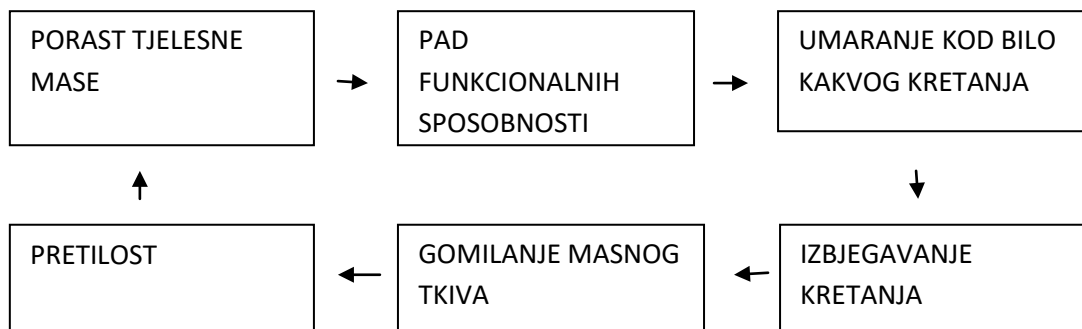 PORAST TJELESNE
MASE
PAD
FUNKCIONALNIH
SPOSOBNOSTI
UMARANJE KOD BILO
KAKVOG KRETANJA
PRETILOST
GOMILANJE MASNOG
TKIVA
IZBJEGAVANJE
KRETANJA